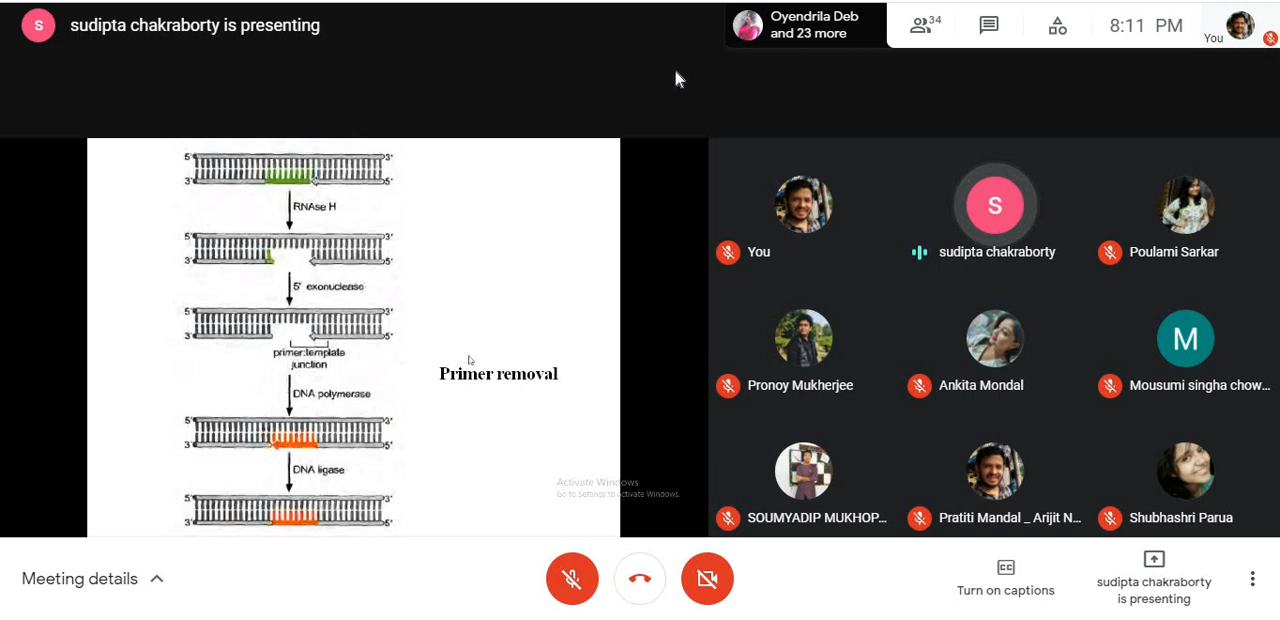 S
sudipta chakraborty is presenting
Oyendrila Deb
and 23 more
34
8:11 PM
You
5' 3'
3' 5'
RNAse H
5' 3'
3' 5'
5' exonuclease
5' 3'
3' 5'
primer:template
junction
DNA polymerase
5' 3'
3' 5'
DNA ligase
5' 3'
3' 5'
Primer removal
Activate Windows
Go to Settings to activate Windows.
You
S
sudipta chakraborty
Poulami Sarkar
Pronoy Mukherjee
Ankita Mondal
M
Mousumi singha chow...
SOUMYADIP MUKHOP...
Pratiti Mandal _ Arijit N...
Shubhashri Parua
Meeting details
CC
Turn on captions
sudipta chakraborty
is presenting